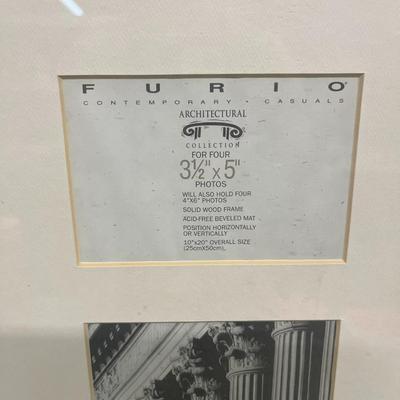 FURIO®
CONTEMPORARY • CASUALS
ARCHITECTURAL
COLLECTION
FOR FOUR
3½" x 5"
PHOTOS
WILL ALSO HOLD FOUR
4"X6" PHOTOS
SOLID WOOD FRAME
ACID-FREE BEVELED MAT
POSITION HORIZONTALLY
OR VERTICALLY
10"x20" OVERALL SIZE
(25cmX50cm)